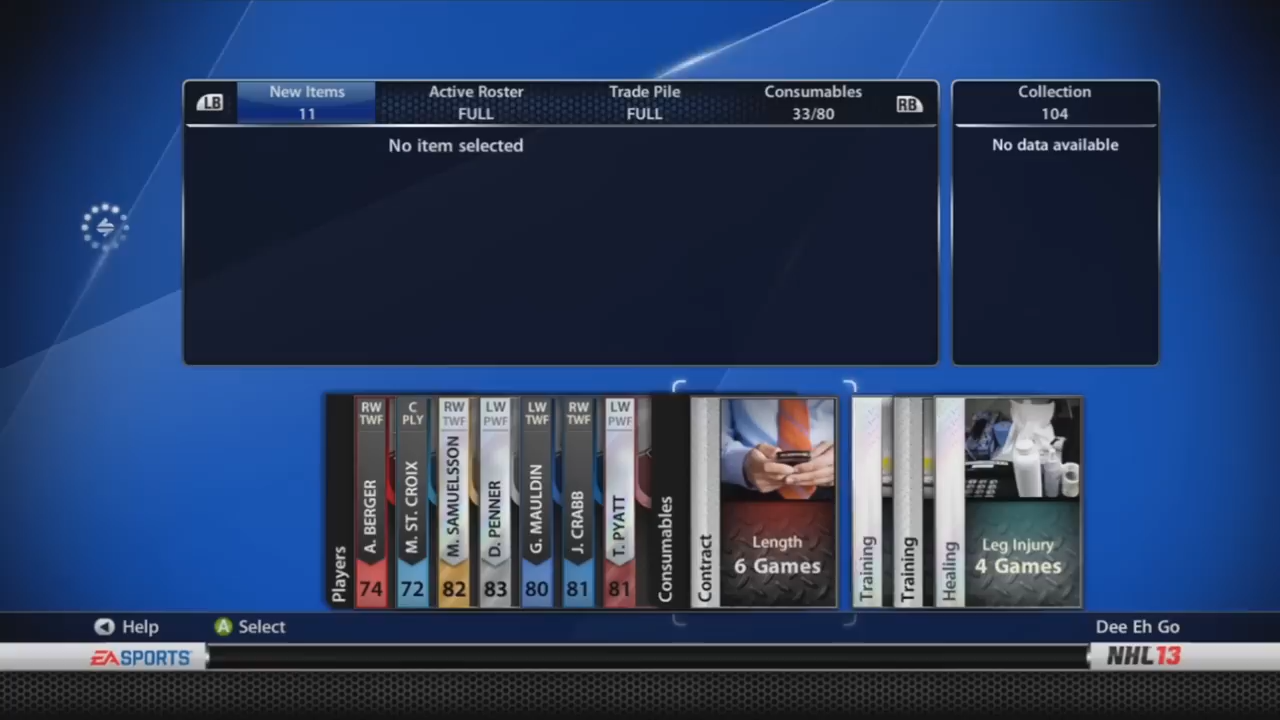 LB
New Items
11
Active Roster
FULL
Trade Pile
FULL
Consumables
33/80
RB
Collection
104
No item selected
No data available
Players
RW
TWF
A. BERGER
74
C
PLY
M. ST. CROIX
72
RW
TWF
M. SAMUELSSON
82
LW
PWF
D. PENNER
83
LW
TWF
G. MAULDIN
80
RW
TWF
J. CRABB
81
LW
PWF
T. PYATT
81
Consumables
Contract
Length
6 Games
Training
Training
Healing
Leg Injury
4 Games
Help
A Select
Dee Eh Go
EA SPORTS
NHL 13